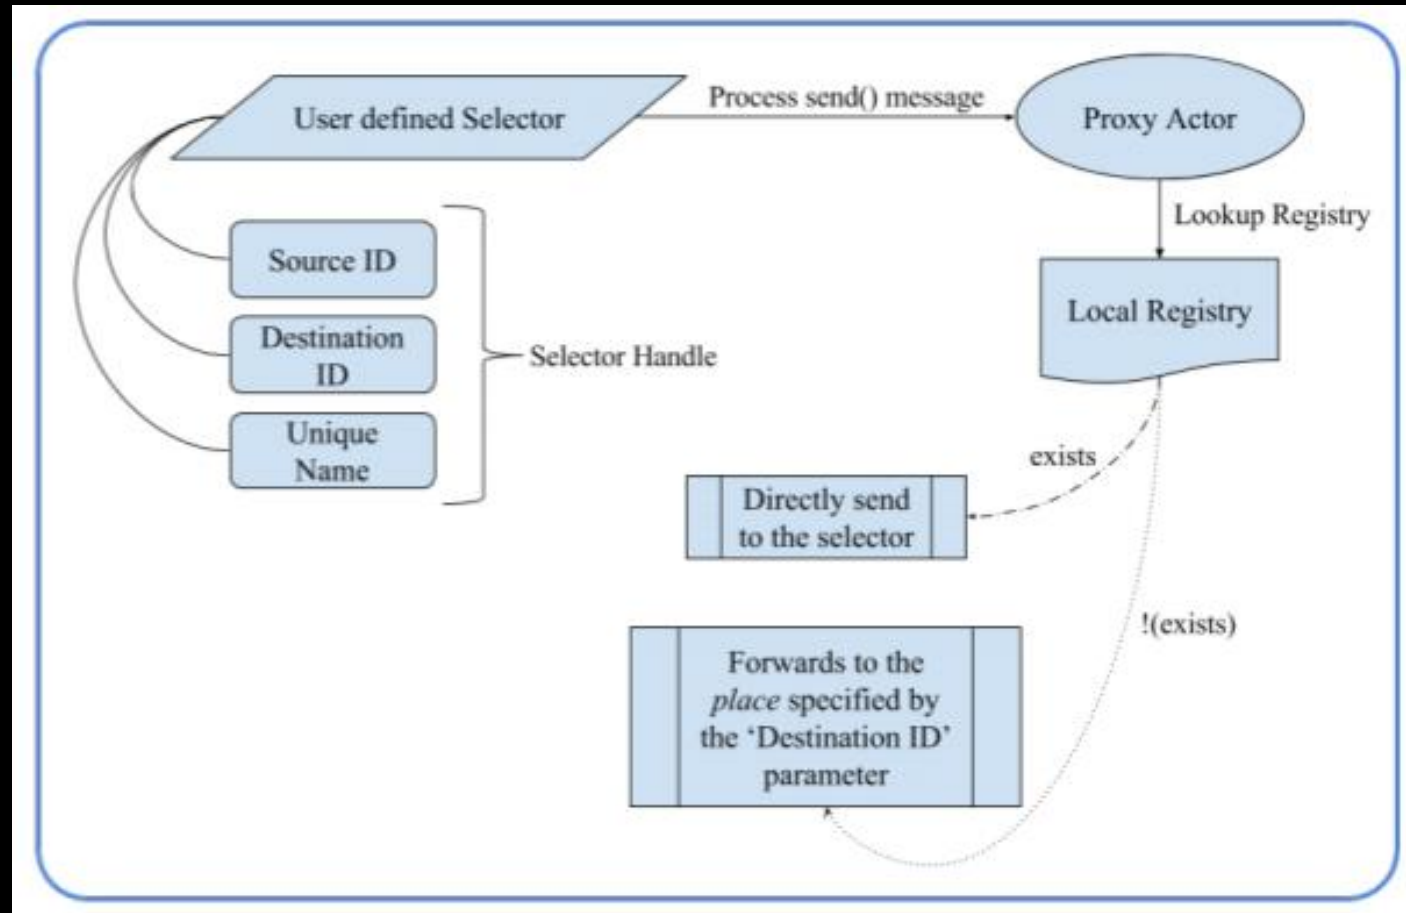 User defined Selector
Process send() message
Proxy Actor
Lookup Registry
Source ID
Destination
ID
Unique
Name
Selector Handle
Local Registry
exists
Directly send
to the selector
!(exists)
Forwards to the
place specified by
the ‘Destination ID’
parameter